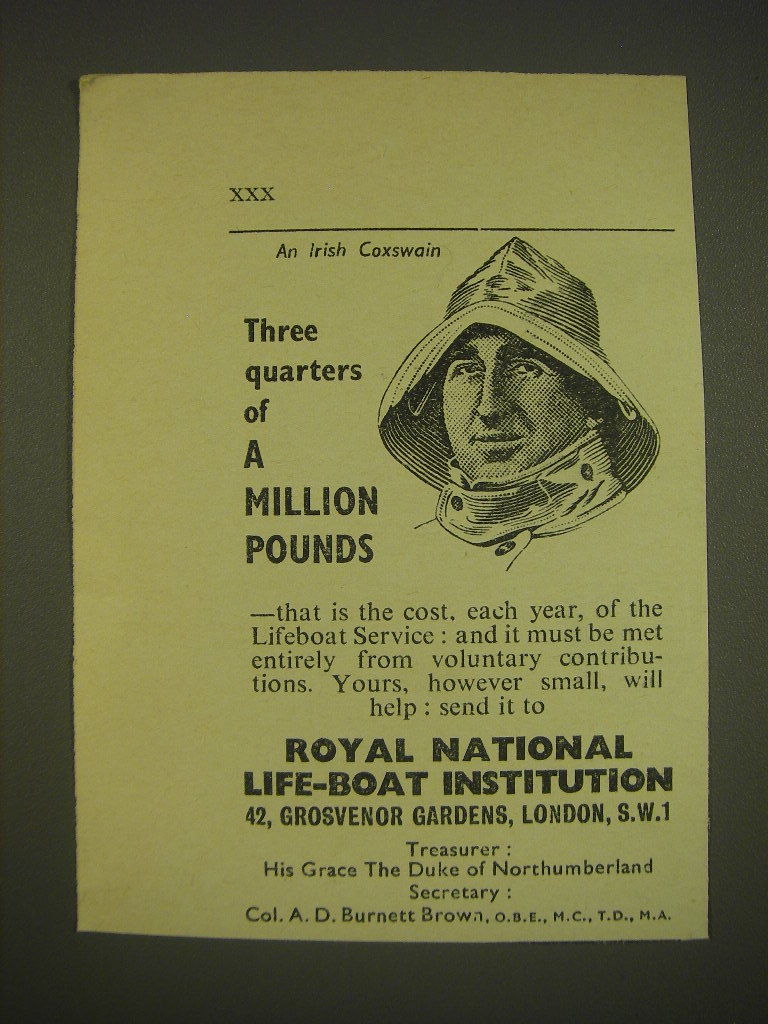 xxx
An Irish Coxswain
Three
quarters
of
A
MILLION
POUNDS
—that is the cost, each year, of the
Lifeboat Service : and it must be met
entirely from voluntary contribu-
tions. Yours, however small, will
help : send it to
ROYAL NATIONAL
LIFE-BOAT INSTITUTION
42, GROSVENOR GARDENS, LONDON, S.W.1
Treasurer :
His Grace The Duke of Northumberland
Secretary :
Col. A. D. Burnett Brown, O.B.E., M.C., T.D., M.A.